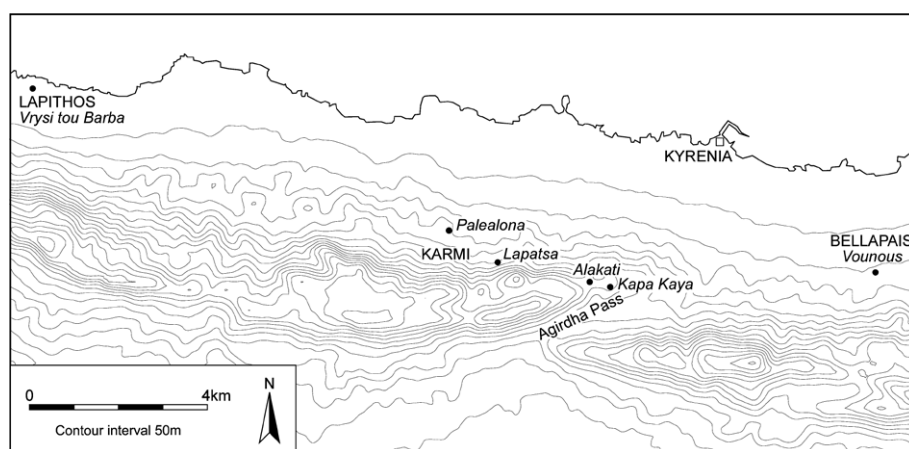 LAPITHOS
Vrysi tou Barba
KYRENIA
Palealona
KARMI
Lapatsa
BELLAPAIS
Vounous
Alakati
Kapa Kaya
Agirdha Pass
0
4km
N
Contour interval 50m